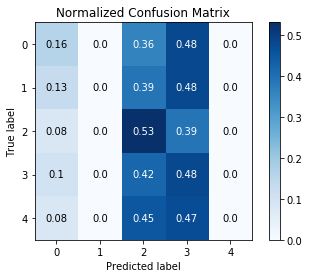 Normalized Confusion Matrix
0 0.16 0.0 0.36 0.48 0.0
1 0.13 0.0 0.39 0.48 0.0
2 0.08 0.0 0.53 0.39 0.0
3 0.1 0.0 0.42 0.48 0.0
4 0.08 0.0 0.45 0.47 0.0
0 1 2 3 4
Predicted label
True label
0.5
0.4
0.3
0.2
0.1
0.0